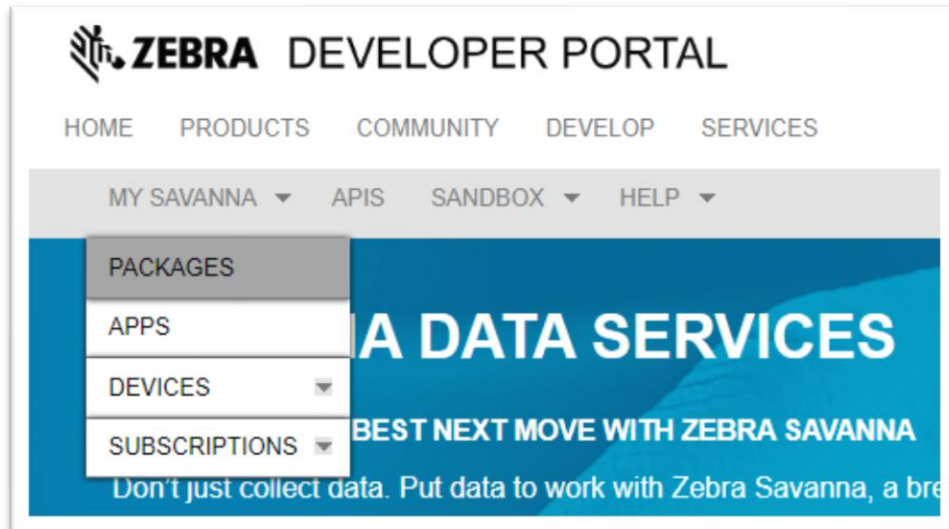 ZEBRA DEVELOPER PORTAL
HOME PRODUCTS COMMUNITY DEVELOP SERVICES
MY SAVANNA APIS SANDBOX HELP
PACKAGES
APPS
A DATA SERVICES
DEVICES
BEST NEXT MOVE WITH ZEBRA SAVANNA
SUBSCRIPTIONS
Don't just collect data. Put data to work with Zebra Savanna, a bre